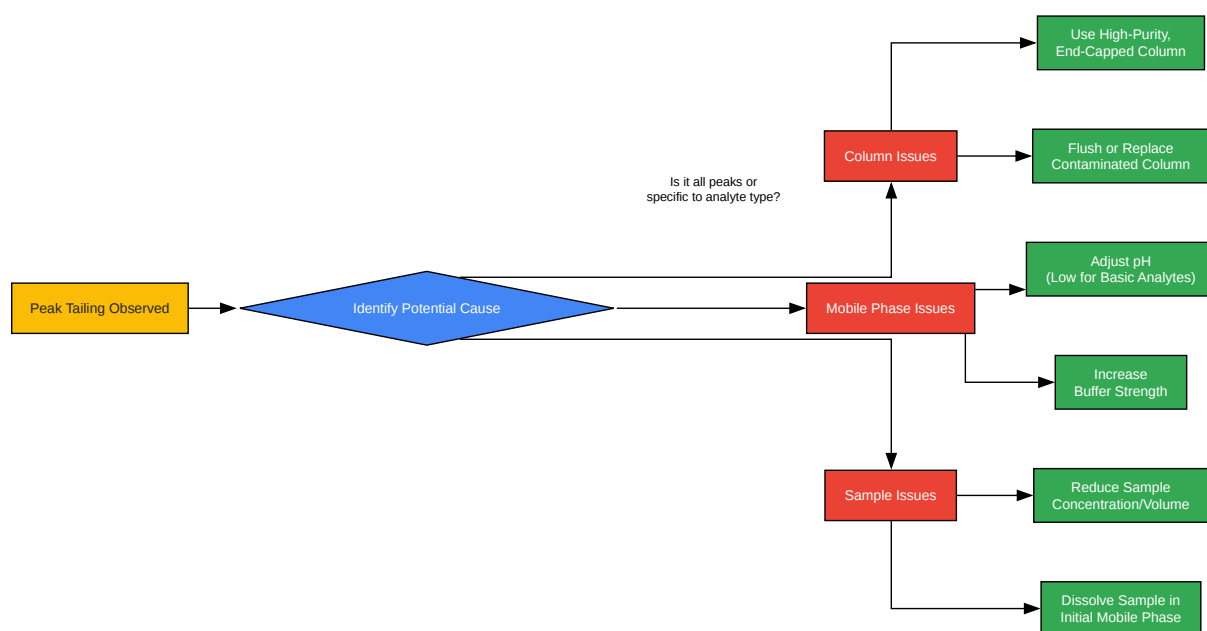 Peak Tailing Observed
Identify Potential Cause
Is it all peaks or
specific to analyte type?
Column Issues
Use High-Purity,
End-Capped Column
Flush or Replace
Contaminated Column
Mobile Phase Issues
Adjust pH
(Low for Basic Analytes)
Increase
Buffer Strength
Sample Issues
Reduce Sample
Concentration/Volume
Dissolve Sample in
Initial Mobile Phase